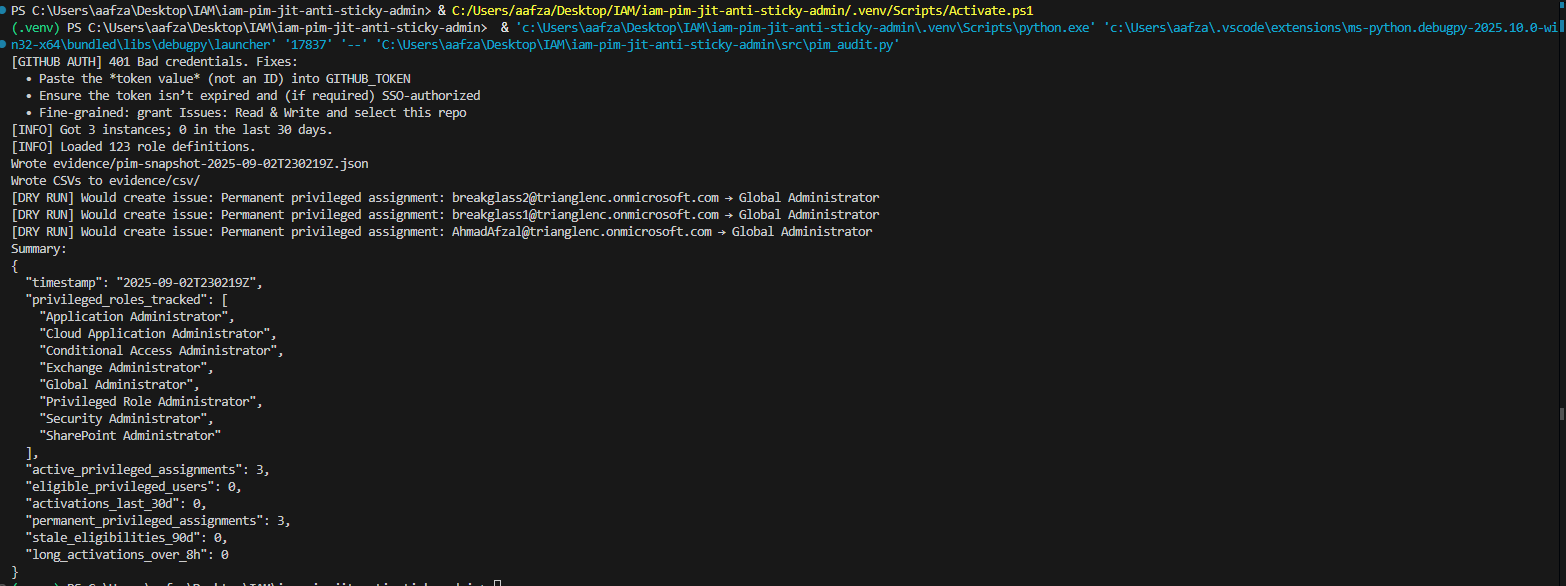 PS C:\Users\aafza\Desktop\IAM\iam-pim-jit-anti-sticky-admin> & C:/Users/aafza/Desktop/IAM/iam-pim-jit-anti-sticky-admin/.venv/Scripts/Activate.ps1
(.venv) PS C:\Users\aafza\Desktop\IAM\iam-pim-jit-anti-sticky-admin>  & 'c:\Users\aafza\Desktop\IAM\iam-pim-jit-anti-sticky-admin\.venv\Scripts\python.exe' 'c:\Users\aafza\.vscode\extensions\ms-python.debugpy-2025.10.0-wi
n32-x64\bundled\libs\debugpy\launcher' '17837' '--' 'C:\Users\aafza\Desktop\IAM\iam-pim-jit-anti-sticky-admin\src\pim_audit.py'
[GITHUB AUTH] 401 Bad credentials. Fixes:
  • Paste the *token value* (not an ID) into GITHUB_TOKEN
  • Ensure the token isn’t expired and (if required) SSO-authorized
  • Fine-grained: grant Issues: Read & Write and select this repo
[INFO] Got 3 instances; 0 in the last 30 days.
[INFO] Loaded 123 role definitions.
Wrote evidence/pim-snapshot-2025-09-02T230219Z.json
Wrote CSVs to evidence/csv/
[DRY RUN] Would create issue: Permanent privileged assignment: breakglass2@trianglenc.onmicrosoft.com → Global Administrator
[DRY RUN] Would create issue: Permanent privileged assignment: breakglass1@trianglenc.onmicrosoft.com → Global Administrator
[DRY RUN] Would create issue: Permanent privileged assignment: AhmadAfzal@trianglenc.onmicrosoft.com → Global Administrator
Summary:
{
  "timestamp": "2025-09-02T230219Z",
  "privileged_roles_tracked": [
    "Application Administrator",
    "Cloud Application Administrator",
    "Conditional Access Administrator",
    "Exchange Administrator",
    "Global Administrator",
    "Privileged Role Administrator",
    "Security Administrator",
    "SharePoint Administrator"
  ],
  "active_privileged_assignments": 3,
  "eligible_privileged_users": 0,
  "activations_last_30d": 0,
  "permanent_privileged_assignments": 3,
  "stale_eligibilities_90d": 0,
  "long_activations_over_8h": 0
}